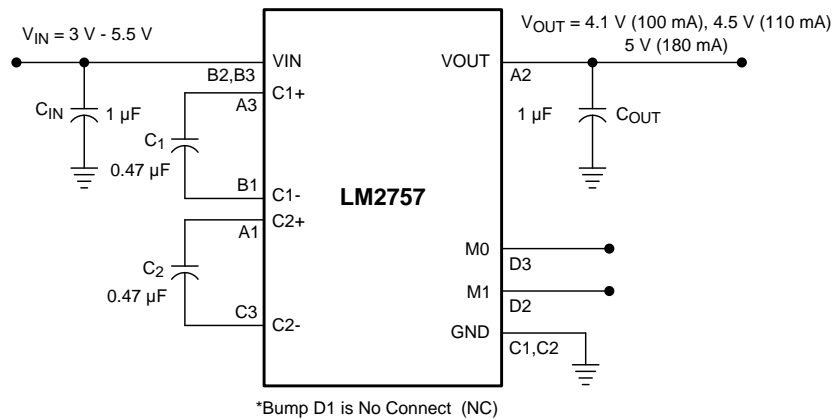 V_IN = 3 V - 5.5 V
V_OUT = 4.1 V (100 mA), 4.5 V (110 mA)
5 V (180 mA)
VIN
VOUT
B2,B3
A2
C_IN
1 µF
C1+
A3
1 µF
C_OUT
C_1
0.47 µF
B1
C1-
LM2757
C2+
A1
M0
D3
C_2
0.47 µF
M1
D2
C3
C2-
GND
C1,C2
*Bump D1 is No Connect (NC)